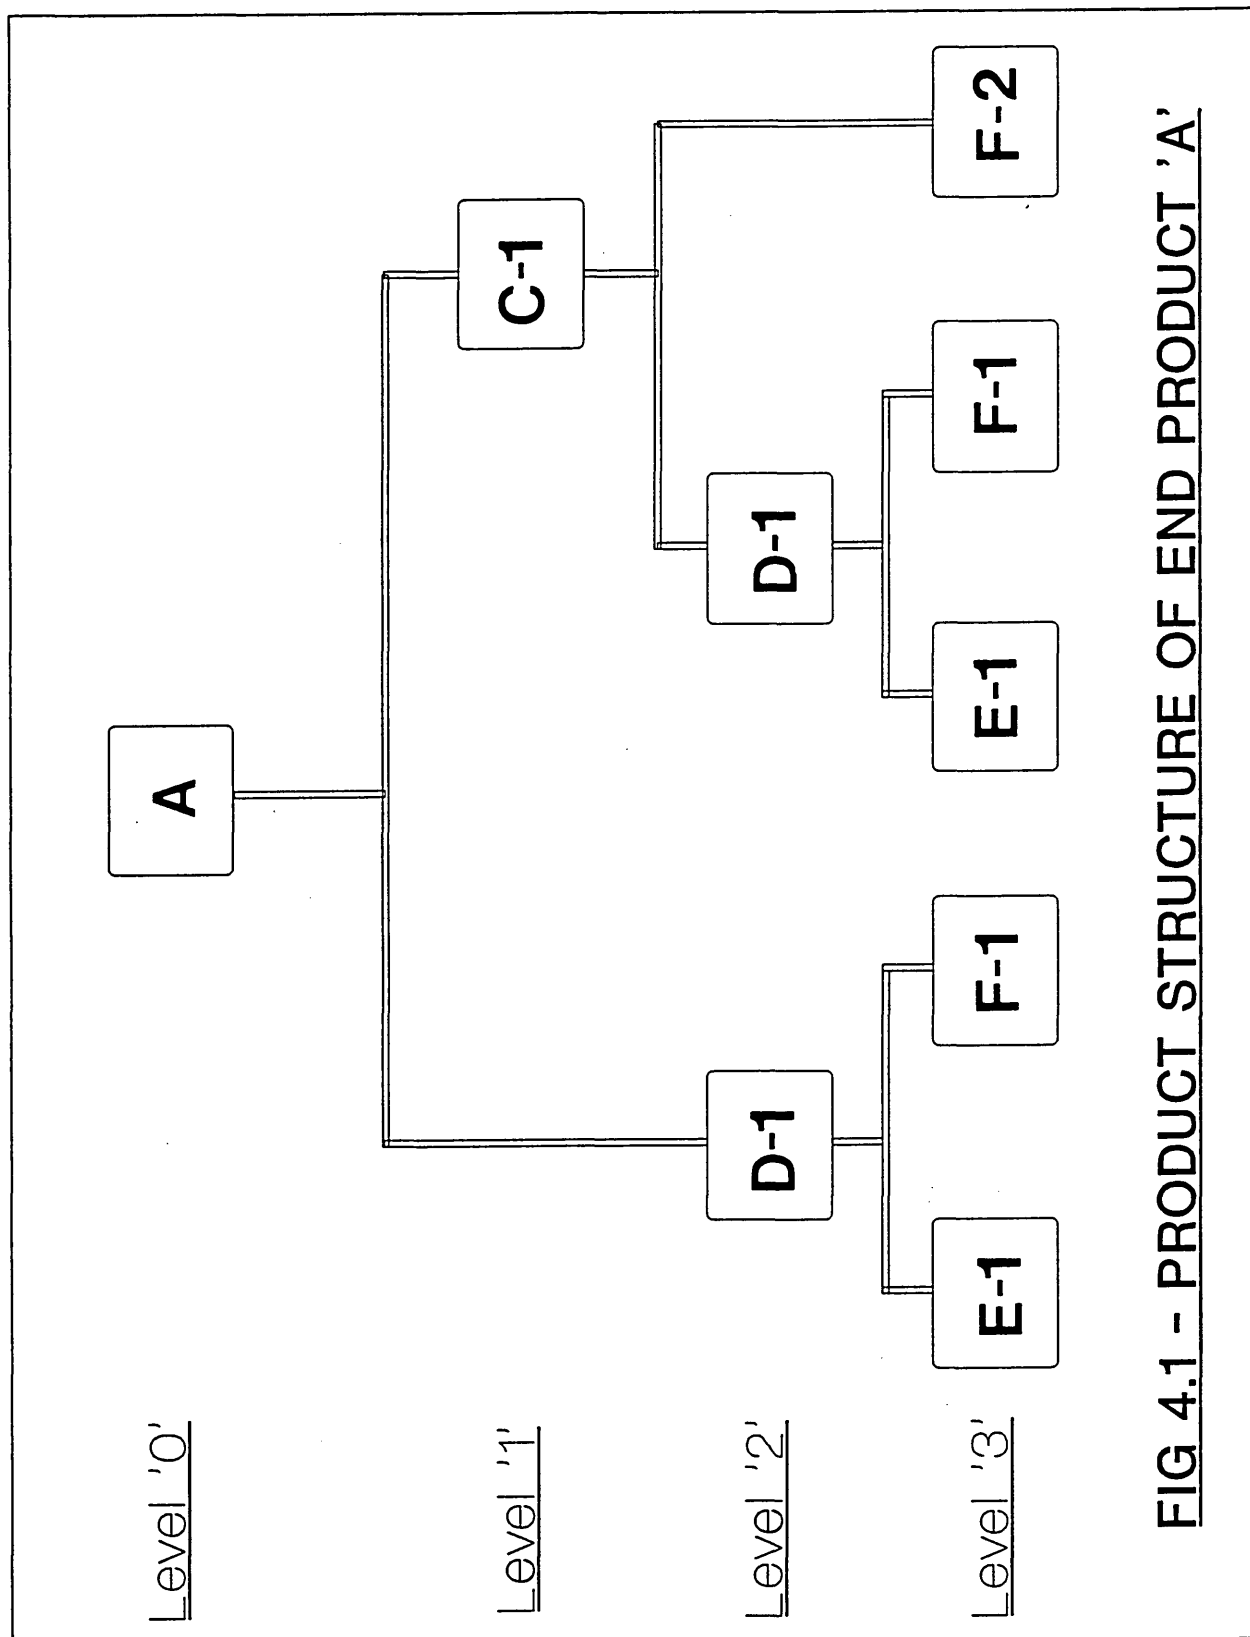 Level '0'
A
Level '1'
C-1
Level '2'
D-1
D-1
Level '3'
E-1
F-1
E-1
F-1
F-2
FIG 4.1 - PRODUCT STRUCTURE OF END PRODUCT 'A'